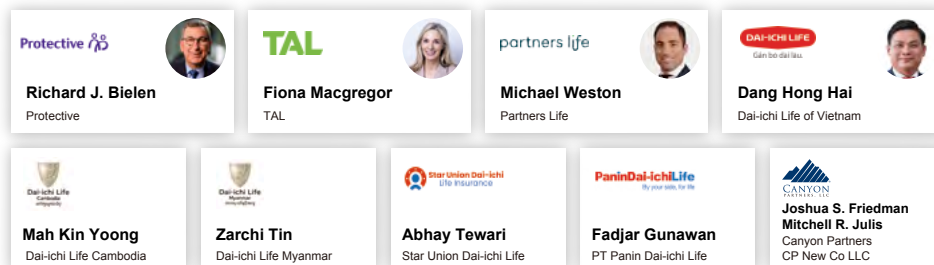 Protective
Richard J. Bielen
Protective
TAL
Fiona Macgregor
TAL
partners life
Michael Weston
Partners Life
DAI-ICHI LIFE
Gắn bó dài lâu.
Dang Hong Hai
Dai-ichi Life of Vietnam
Dai-ichi Life
Cambodia
Mah Kin Yoong
Dai-ichi Life Cambodia
Dai-ichi Life
Myanmar
Zarchi Tin
Dai-ichi Life Myanmar
Star Union Dai-ichi
Life Insurance
Abhay Tewari
Star Union Dai-ichi Life
PaninDai-ichiLife
By your side, for life
Fadjar Gunawan
PT Panin Dai-ichi Life
CANYON
PARTNERS, LLC
Joshua S. Friedman
Mitchell R. Julis
Canyon Partners
CP New Co LLC